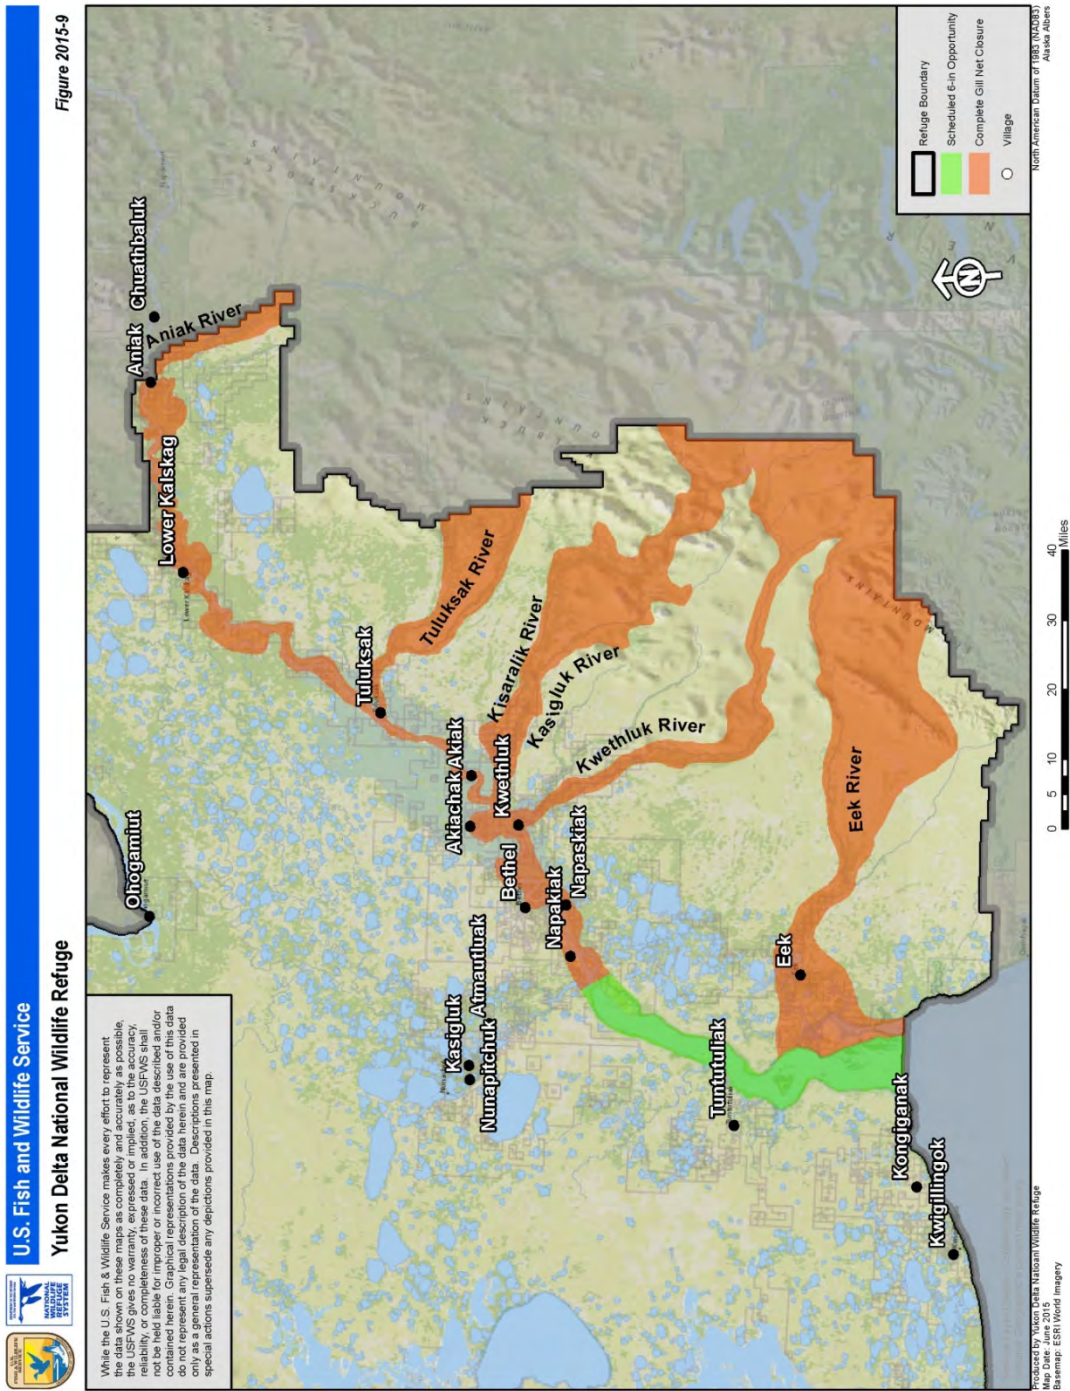 U.S. Fish and Wildlife Service
NATIONAL
WILDLIFE
REFUGE
SYSTEM
Yukon Delta National Wildlife Refuge
Figure 2015-9
While the U.S. Fish & Wildlife Service makes every effort to represent
the data shown on these maps as completely and accurately as possible,
the USFWS gives no warranty, expressed or implied, as to the accuracy,
reliability, or completeness of these data. In addition, the USFWS shall
not be held liable for improper or incorrect use of the data described and/or
contained herein. Graphical representations provided by the use of this data
do not represent any legal description of the data herein and are provided
only as a general representation of the data. Descriptions presented in
special actions supersede any depictions provided in this map.
Ohogamiut
Chuathbaluk
Aniak
Aniak River
Lower Kalskag
Tuluksak
Tuluksak River
Akiak
Akiachak
Kisaralik River
Kasigluk River
Kwethluk
Kwethluk River
Bethel
Napaskiak
Napakiak
Atmautluak
Kasigluk
Nunapitchuk
Eek River
Eek
Tuntutuliak
Kongiganak
Kwigillingok
MOUNTAINS
Refuge Boundary
Scheduled 6-in Opportunity
Complete Gill Net Closure
Village
N
0 5 10 20 30 40
Miles
Produced by Yukon Delta Natioanl Wildlife Refuge
Map Date: June 2015
Basemap: ESRI World Imagery
North American Datum of 1983 (NAD83)
Alaska Albers